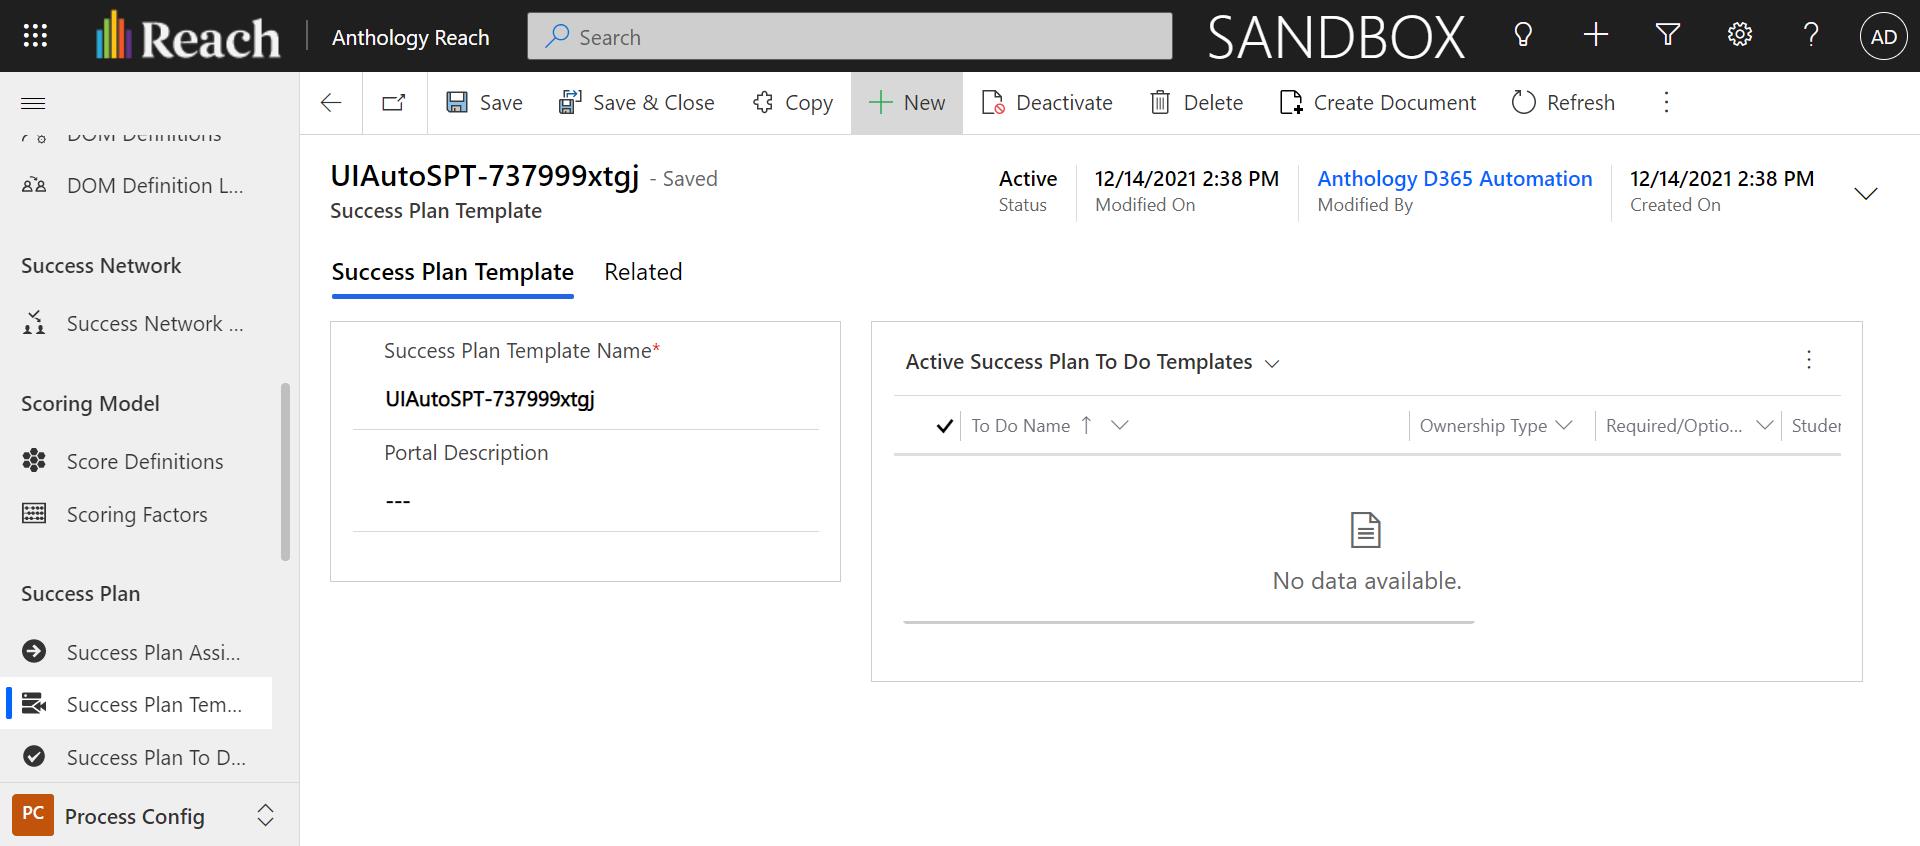 Reach
Anthology Reach
Search
SANDBOX
AD
Save
Save & Close
Copy
New
Deactivate
Delete
Create Document
Refresh
DOM Definitions
DOM Definition L...
Success Network
Success Network ...
Scoring Model
Score Definitions
Scoring Factors
Success Plan
Success Plan Assi...
Success Plan Tem...
Success Plan To D...
PC Process Config
UIAutoSPT-737999xtgj - Saved
Success Plan Template
Active
Status
12/14/2021 2:38 PM
Modified On
Anthology D365 Automation
Modified By
12/14/2021 2:38 PM
Created On
Success Plan Template
Related
Success Plan Template Name*
UIAutoSPT-737999xtgj
Portal Description
---
Active Success Plan To Do Templates
To Do Name
Ownership Type
Required/Optio...
Studer
No data available.